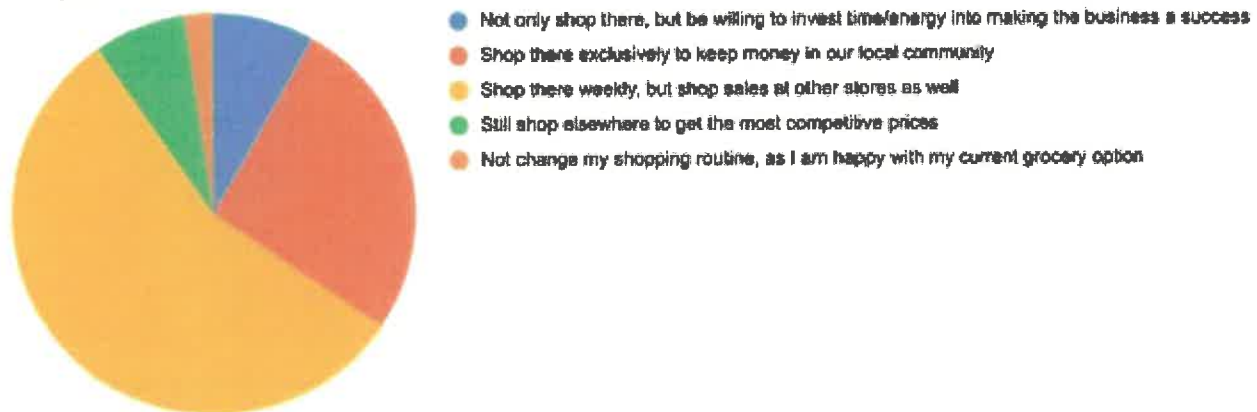 Not only shop there, but be willing to invest time/energy into making the business a success
Shop there exclusively to keep money in our local community
Shop there weekly, but shop sales at other stores as well
Still shop elsewhere to get the most competitive prices
Not change my shopping routine, as I am happy with my current grocery option